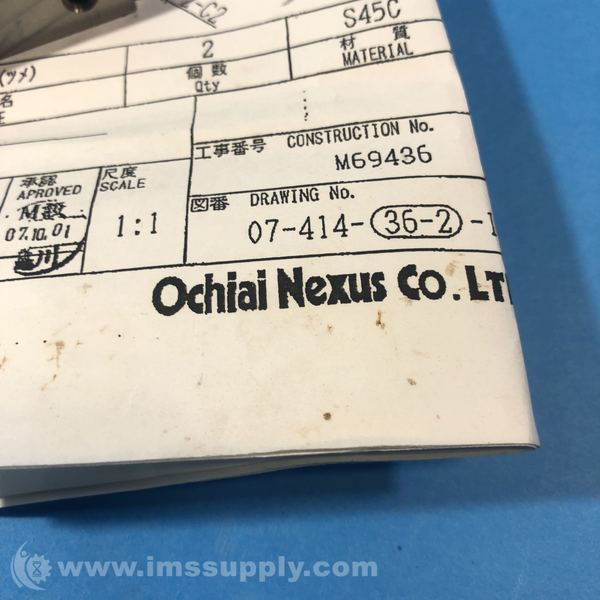 C2
(ツメ)
2
S45C
名
個数
Qty
材質
MATERIAL
工事番号 CONSTRUCTION No.
M69436
承認
APROVED
尺度
SCALE
07.10.01
1:1
図番 DRAWING No.
07-414-36-2-
川
Ochiai Nexus Co. LT
www.imssupply.com